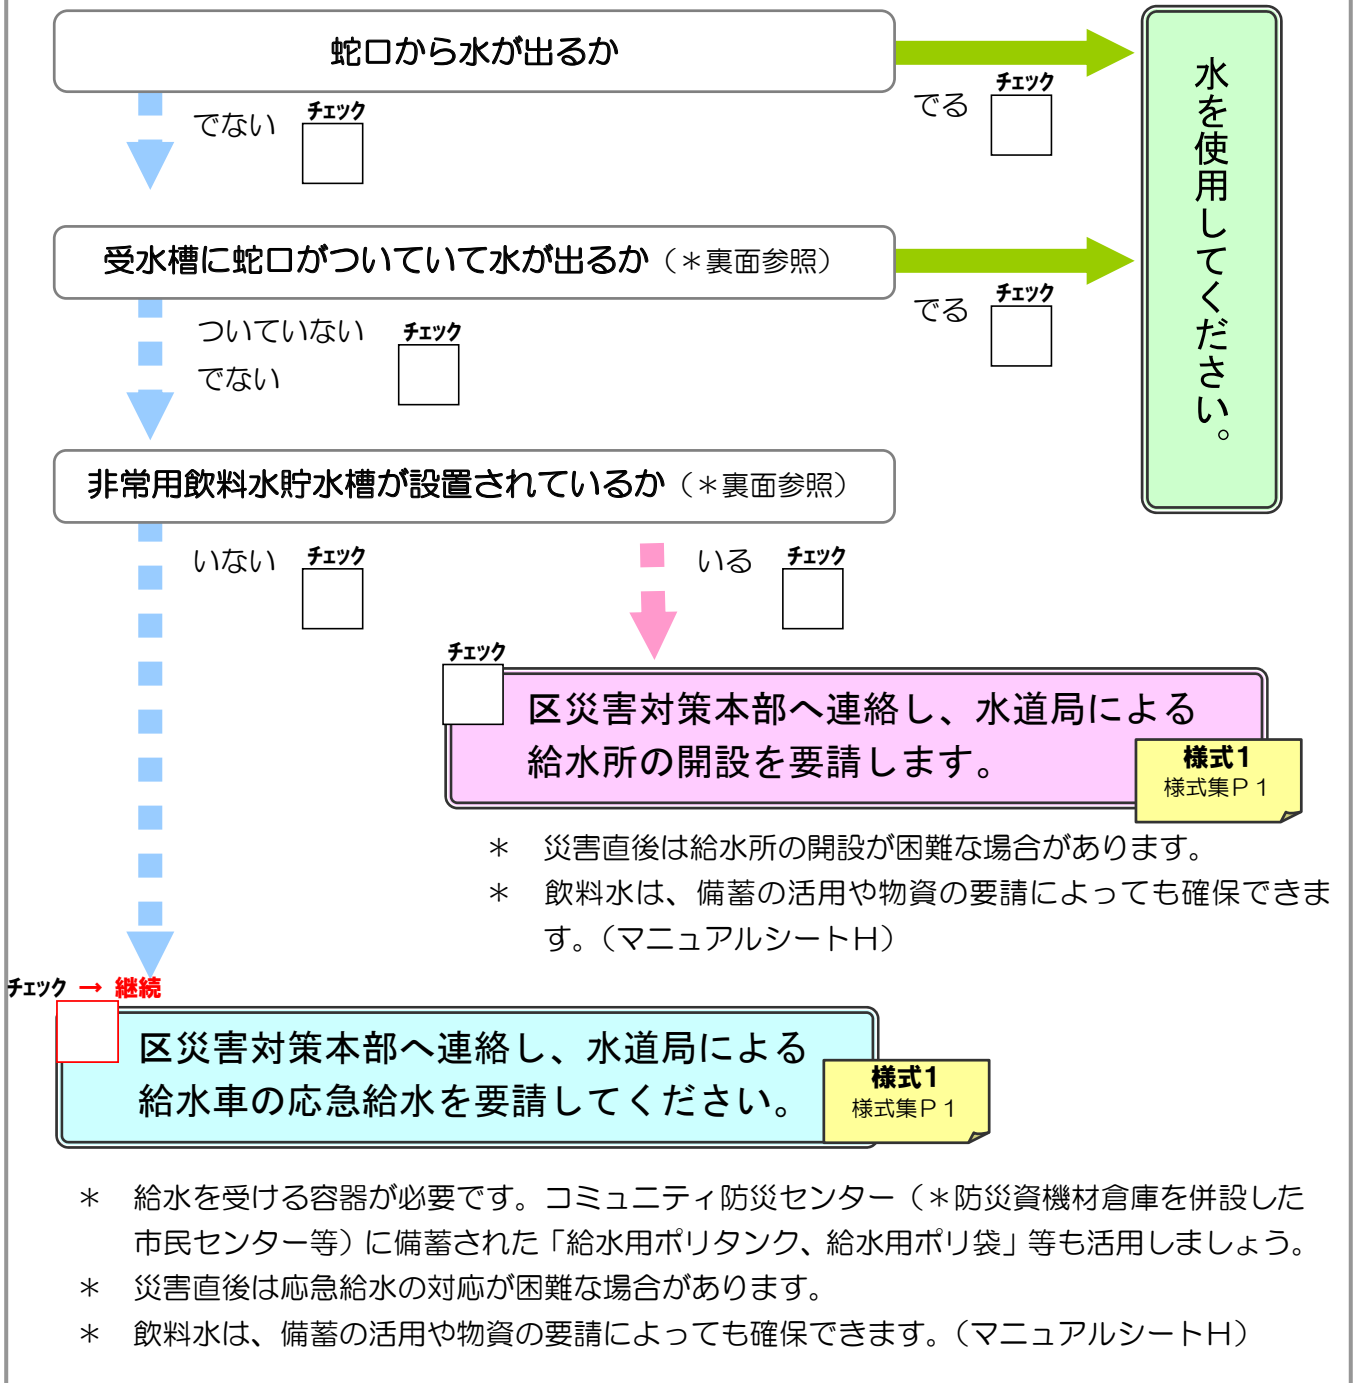 蛇口から水が出るか
でる
チェック
でない
チェック
水を使用してください。
受水槽に蛇口がついていて水が出るか（＊裏面参照）
でる
チェック
ついていない
でない
チェック
非常用飲料水貯水槽が設置されているか（＊裏面参照）
いない
チェック
いる
チェック
チェック
区災害対策本部へ連絡し、水道局による
給水所の開設を要請します。
様式1
様式集Ｐ１
＊　災害直後は給水所の開設が困難な場合があります。
＊　飲料水は、備蓄の活用や物資の要請によっても確保できま
す。（マニュアルシートＨ）
チェック → 継続
区災害対策本部へ連絡し、水道局による
給水車の応急給水を要請してください。
様式1
様式集Ｐ１
＊　給水を受ける容器が必要です。コミュニティ防災センター（＊防災資機材倉庫を併設した
市民センター等）に備蓄された「給水用ポリタンク、給水用ポリ袋」等も活用しましょう。
＊　災害直後は応急給水の対応が困難な場合があります。
＊　飲料水は、備蓄の活用や物資の要請によっても確保できます。（マニュアルシートＨ）